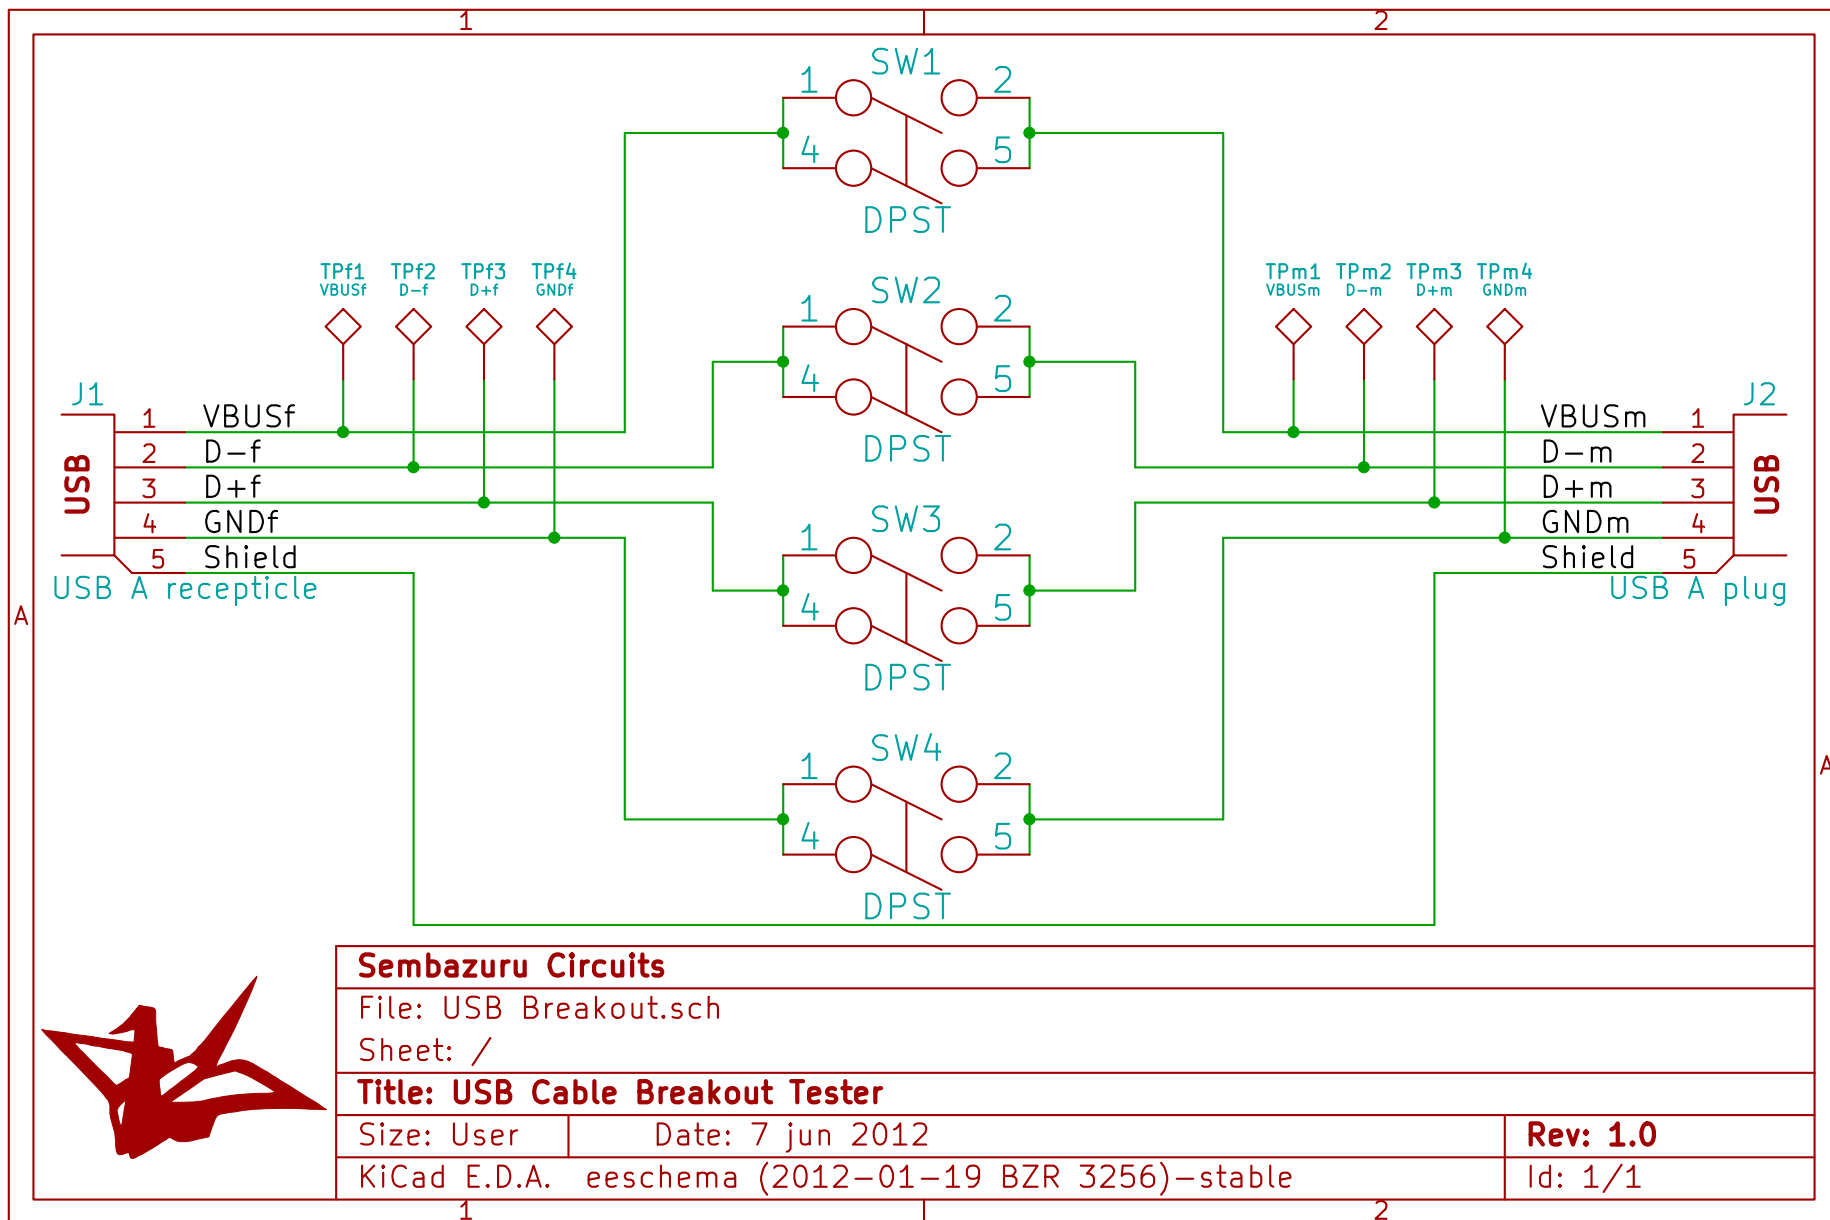 1 2
SW1
1 2
4 5
DPST
TPf1 TPf2 TPf3 TPf4
VBUSf D-f D+f GNDf
SW2
1 2
4 5
DPST
TPm1 TPm2 TPm3 TPm4
VBUSm D-m D+m GNDm
J1
USB
1 VBUSf
2 D-f
3 D+f
4 GNDf
5 Shield
USB A recepticle
J2
VBUSm 1
D-m 2
D+m 3
GNDm 4
Shield 5
USB
USB A plug
SW3
1 2
4 5
DPST
A
A
SW4
1 2
4 5
DPST
Sembazuru Circuits
File: USB Breakout.sch
Sheet: /
Title: USB Cable Breakout Tester
Size: User Date: 7 jun 2012 Rev: 1.0
KiCad E.D.A. eeschema (2012-01-19 BZR 3256)-stable Id: 1/1
1 2